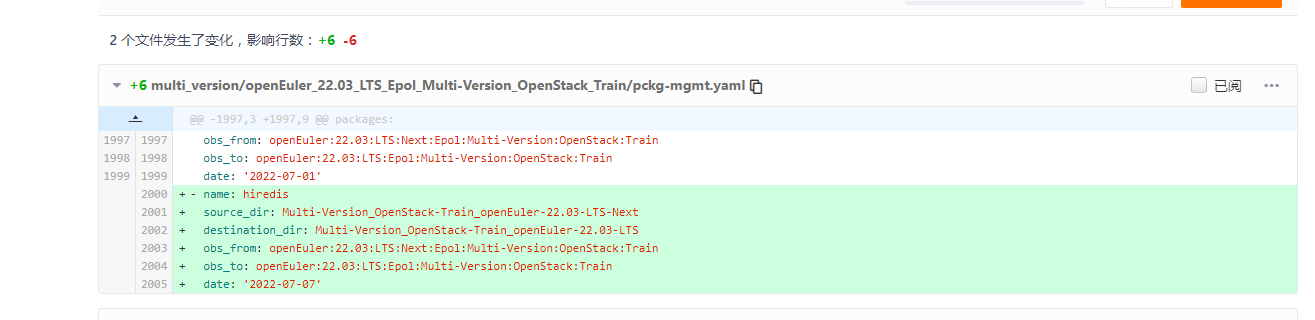 2 个文件发生了变化，影响行数：+6 -6
+6 multi_version/openEuler_22.03_LTS_Epol_Multi-Version_OpenStack_Train/pckg-mgmt.yaml 已阅
@@ -1997,3 +1997,9 @@ packages:
1997 1997 obs_from: openEuler:22.03:LTS:Next:Epol:Multi-Version:OpenStack:Train
1998 1998 obs_to: openEuler:22.03:LTS:Epol:Multi-Version:OpenStack:Train
1999 1999 date: '2022-07-01'
2000 + - name: hiredis
2001 + source_dir: Multi-Version_OpenStack-Train_openEuler-22.03-LTS-Next
2002 + destination_dir: Multi-Version_OpenStack-Train_openEuler-22.03-LTS
2003 + obs_from: openEuler:22.03:LTS:Next:Epol:Multi-Version:OpenStack:Train
2004 + obs_to: openEuler:22.03:LTS:Epol:Multi-Version:OpenStack:Train
2005 + date: '2022-07-07'